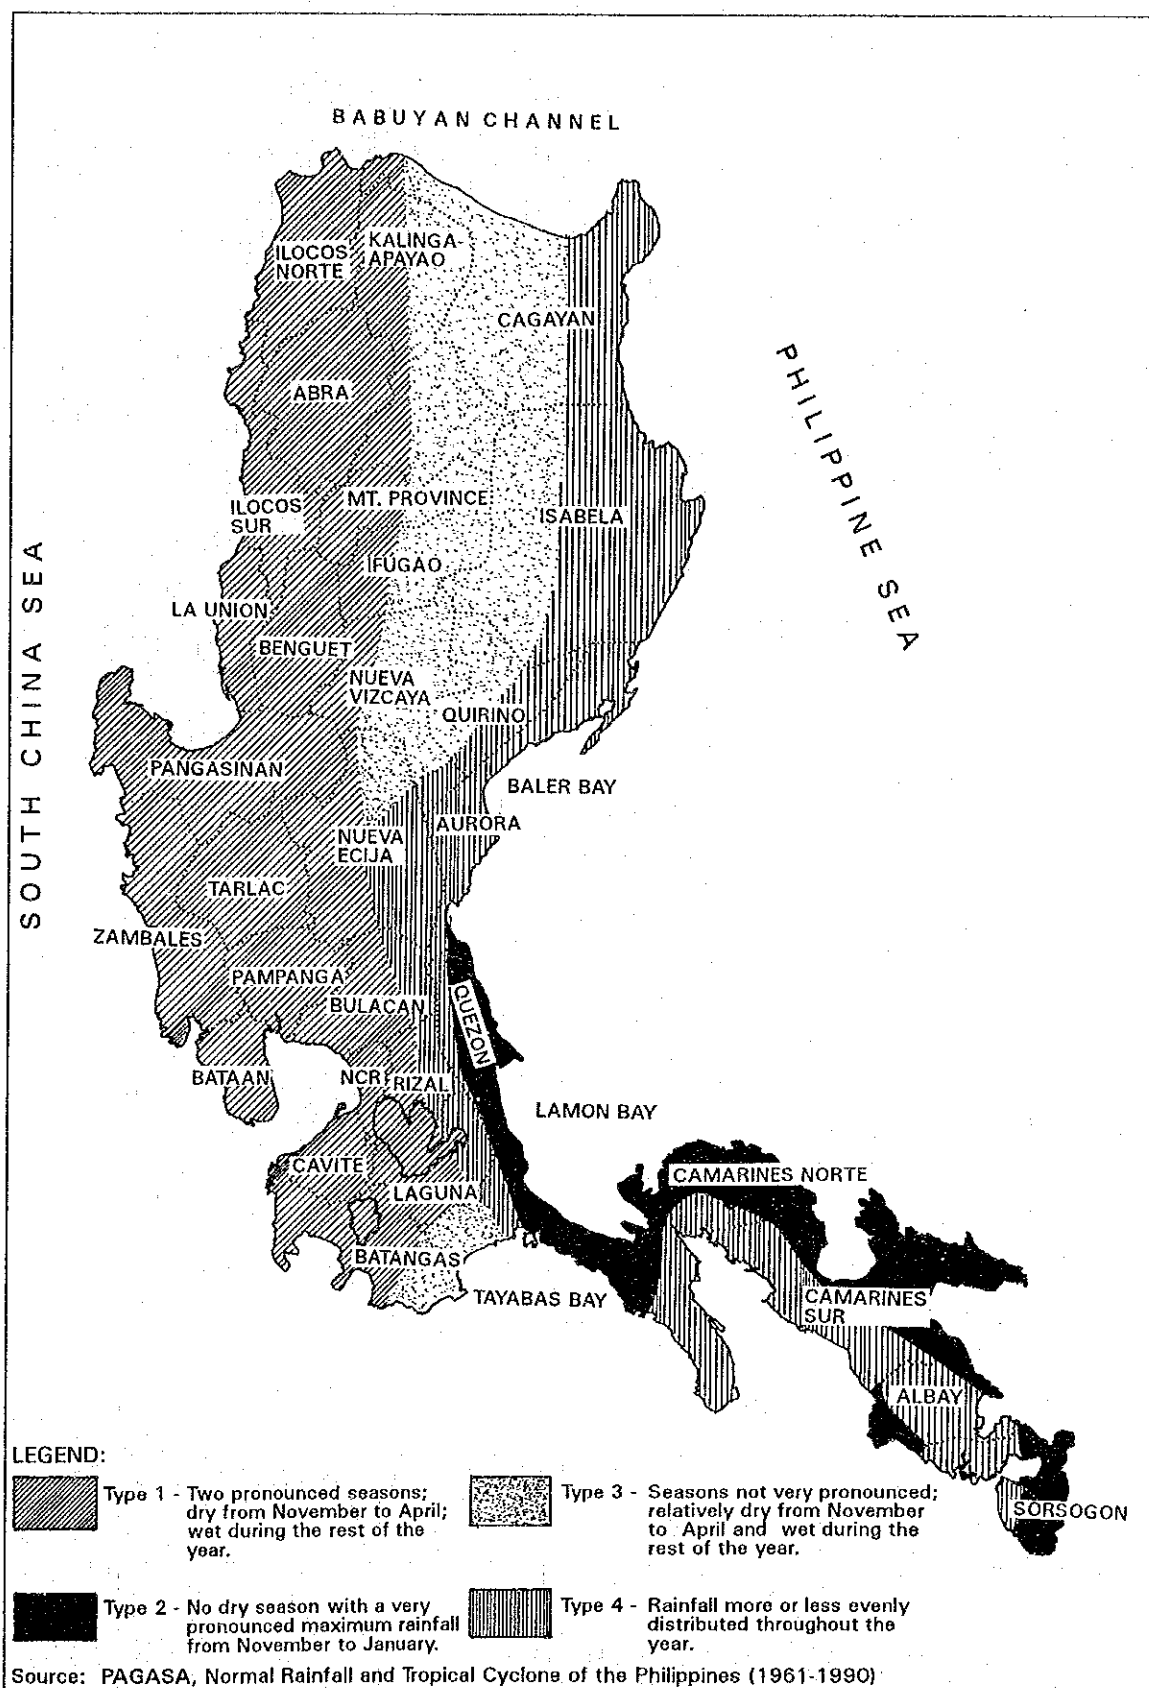 BABUYAN CHANNEL
ILOCOS
NORTE
KALINGA-
APAYAO
CAGAYAN
PHILIPPINE SEA
ABRA
ILOCOS
SUR
MT. PROVINCE
ISABELA
IFUGAO
SOUTH CHINA SEA
LA UNION
BENGUET
NUEVA
VIZCAYA
QUIRINO
PANGASINAN
BALER BAY
NUEVA
ECIJA
AURORA
TARLAC
ZAMBALES
PAMPANGA
BULACAN
QUEZON
BATAAN
NCR
RIZAL
LAMON BAY
CAVITE
LAGUNA
CAMARINES NORTE
BATANGAS
TAYABAS BAY
CAMARINES
SUR
ALBAY
SORSOGON
LEGEND:
Type 1 - Two pronounced seasons;
dry from November to April;
wet during the rest of the
year.
Type 2 - No dry season with a very
pronounced maximum rainfall
from November to January.
Type 3 - Seasons not very pronounced;
relatively dry from November
to April and wet during the
rest of the year.
Type 4 - Rainfall more or less evenly
distributed throughout the
year.
Source: PAGASA, Normal Rainfall and Tropical Cyclone of the Philippines (1961-1990)